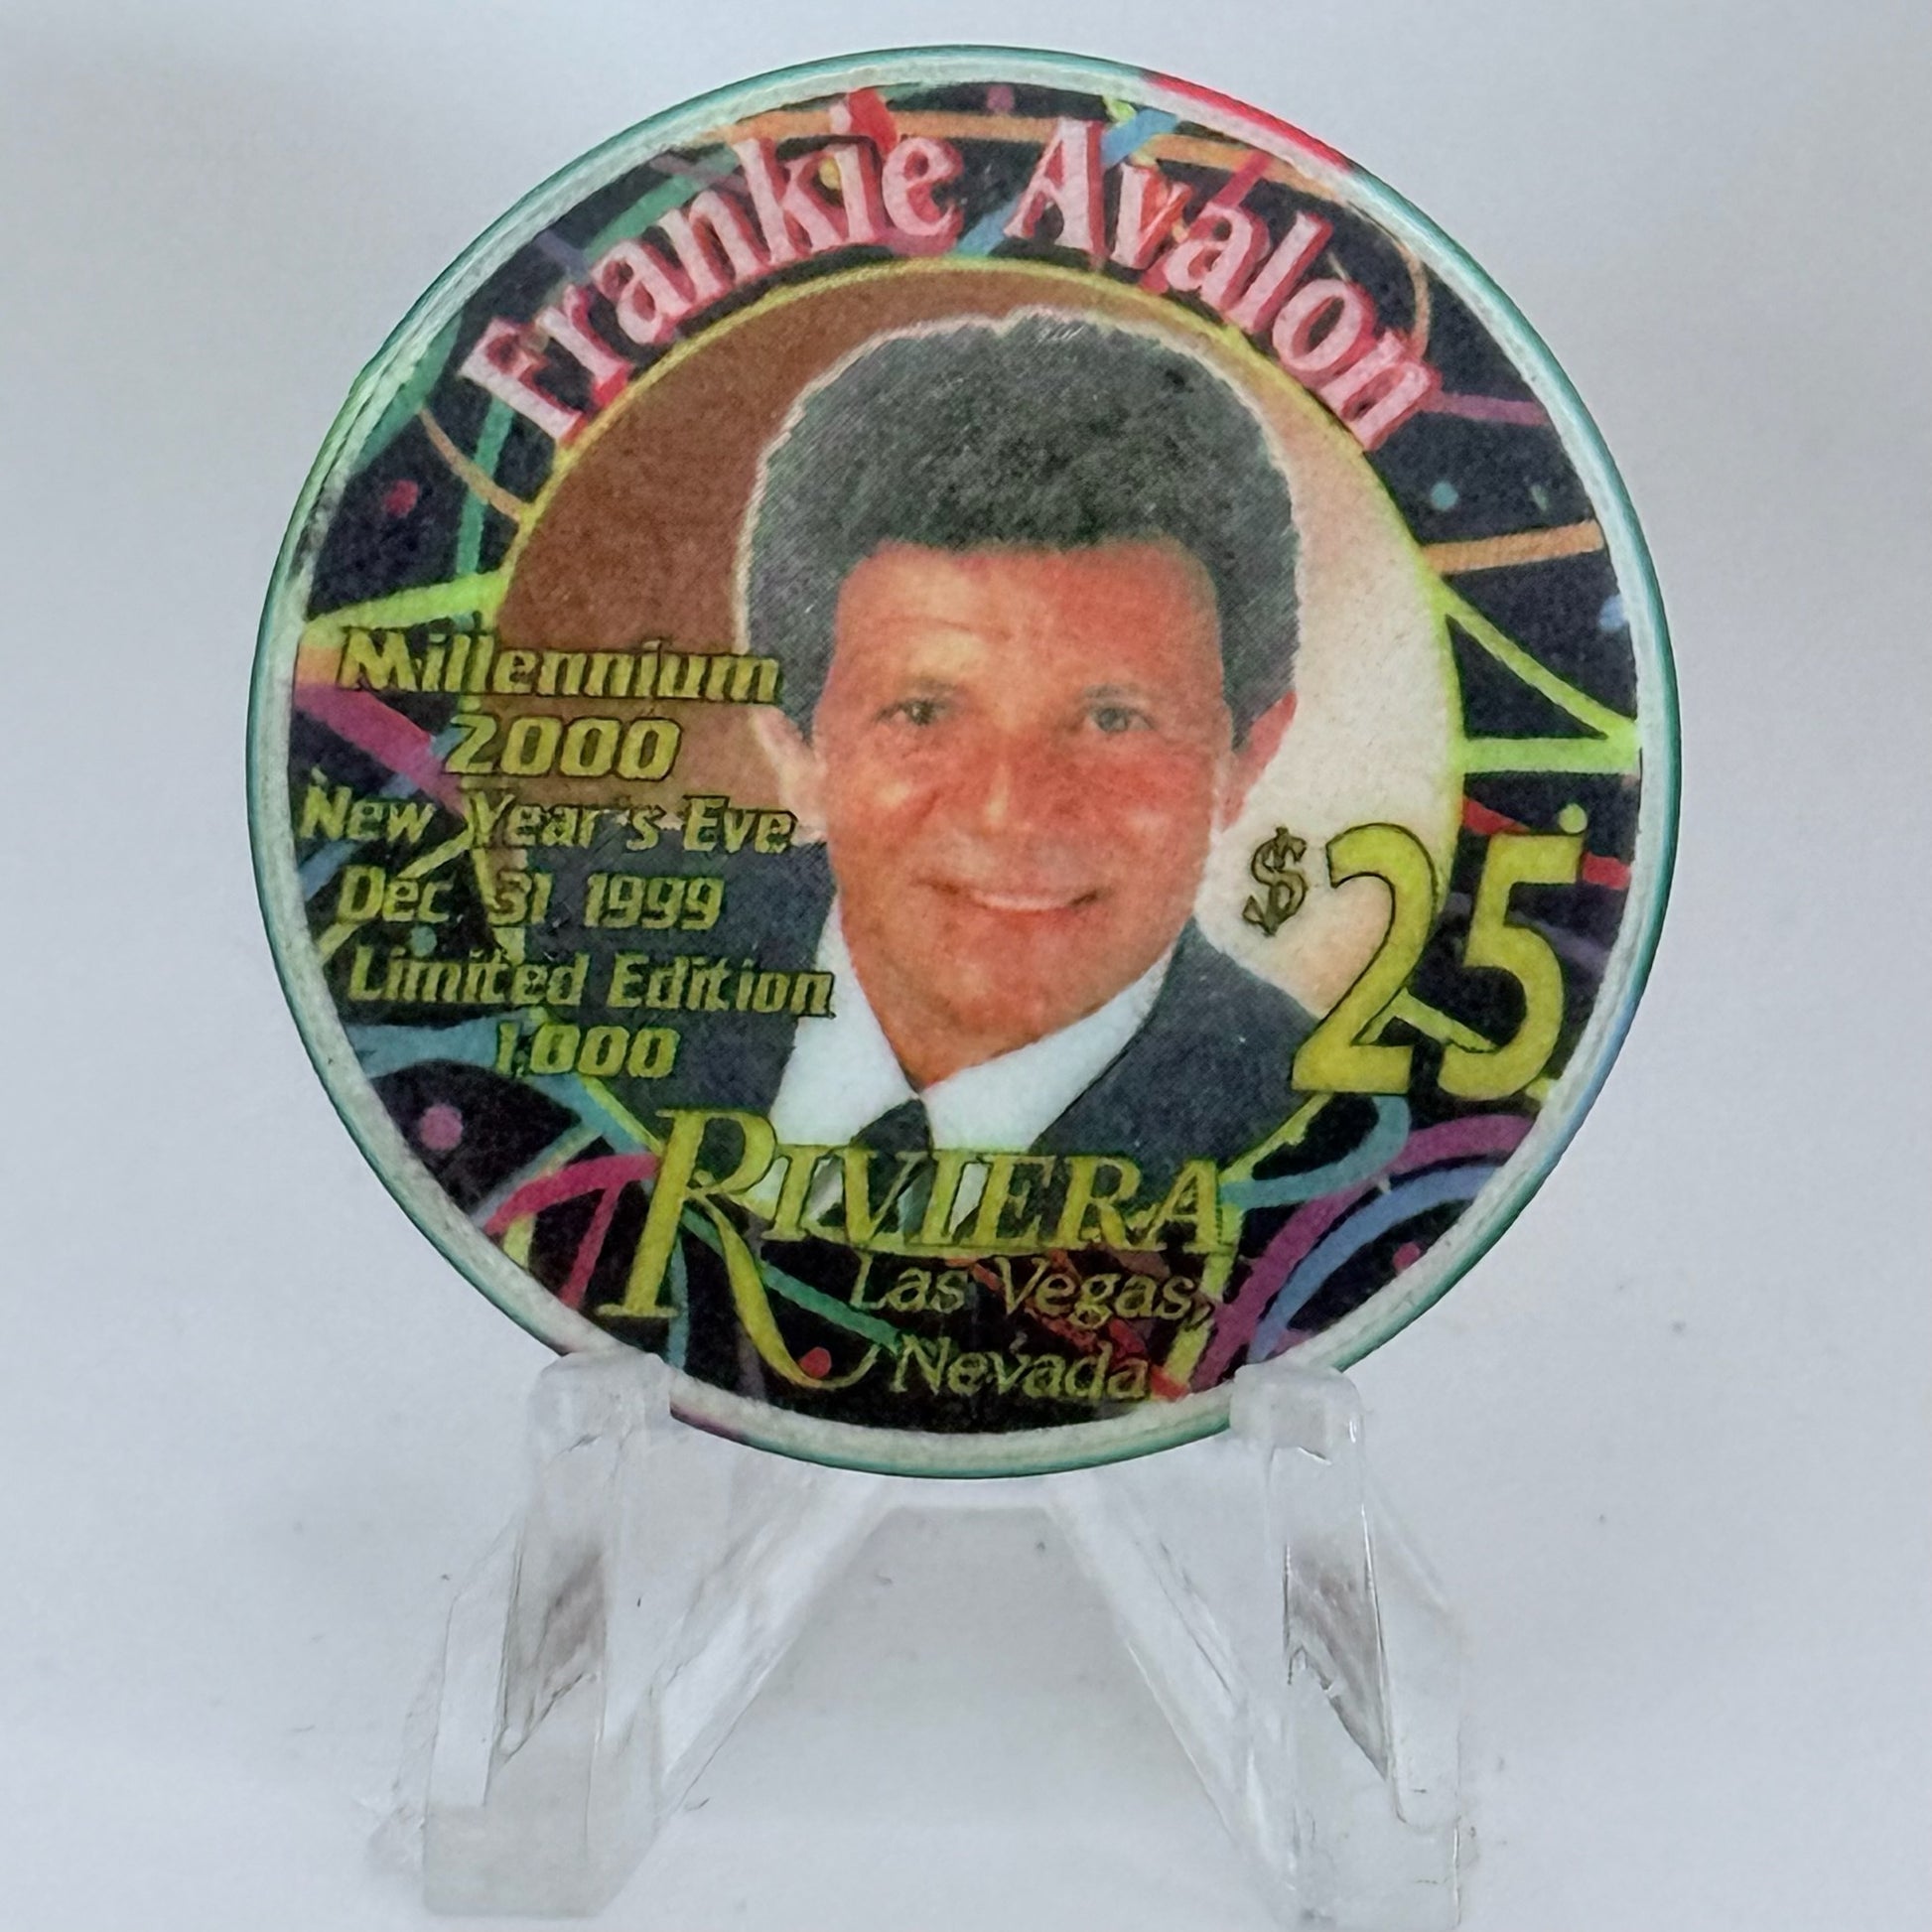 Frankie Avalon
Millennium
2000
New Year's Eve
Dec 31 1999
Limited Edition
1,000
$25
RIVIERA
Las Vegas,
Nevada